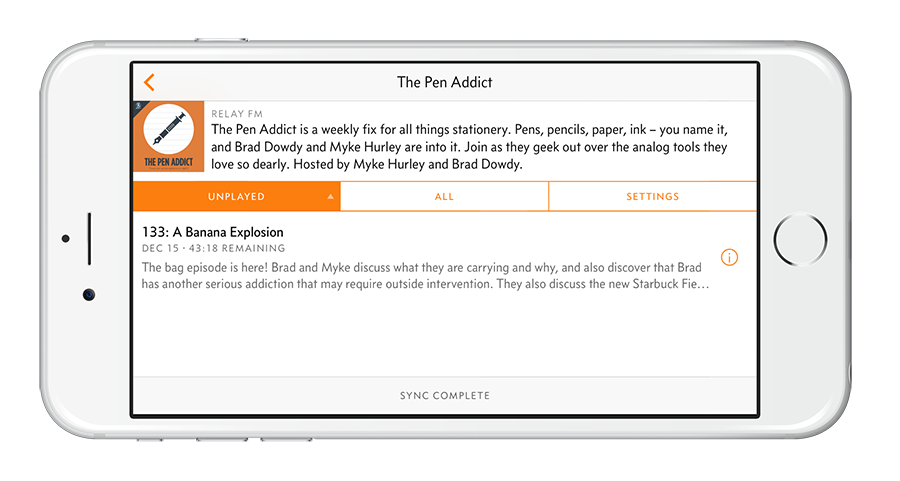 The Pen Addict
RELAY FM
The Pen Addict is a weekly fix for all things stationery. Pens, pencils, paper, ink – you name it,
and Brad Dowdy and Myke Hurley are into it. Join as they geek out over the analog tools they
love so dearly. Hosted by Myke Hurley and Brad Dowdy.
THE PEN ADDICT
UNPLAYED
ALL
SETTINGS
133: A Banana Explosion
DEC 15 · 43:18 REMAINING
The bag episode is here! Brad and Myke discuss what they are carrying and why, and also discover that Brad
has another serious addiction that may require outside intervention. They also discuss the new Starbuck Fie…
SYNC COMPLETE